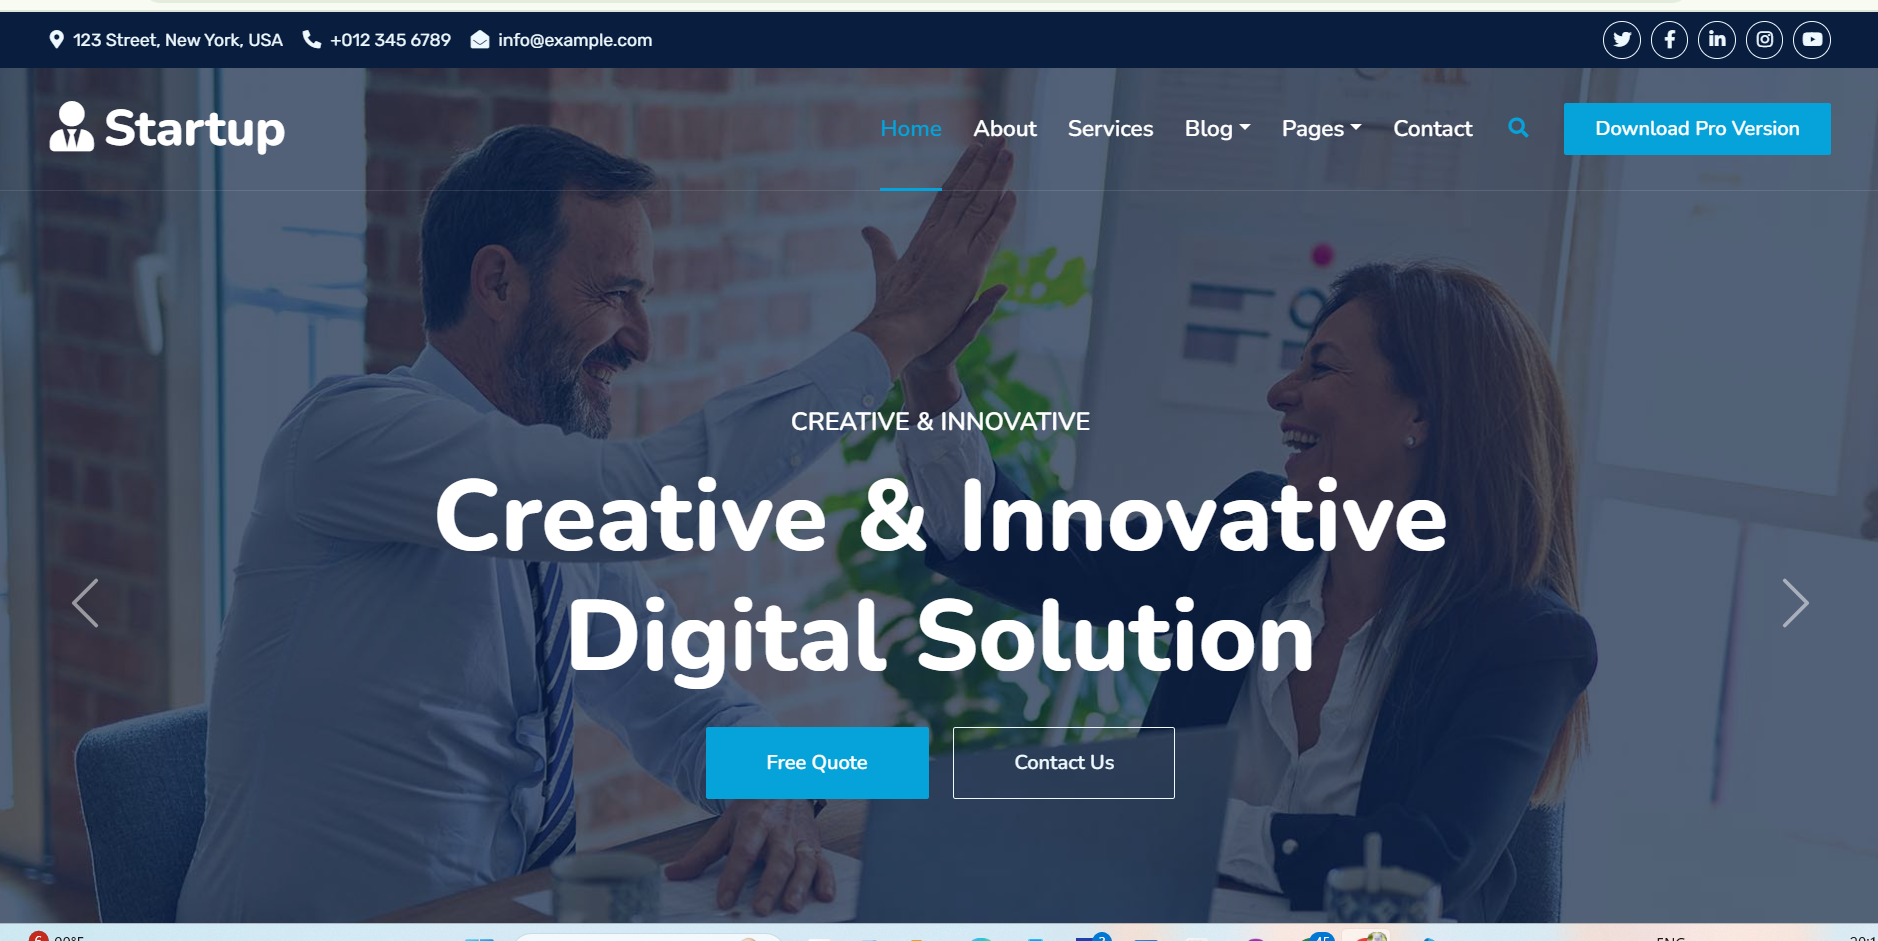 123 Street, New York, USA +012 345 6789 info@example.com
Startup Home About Services Blog Pages Contact Download Pro Version
CREATIVE & INNOVATIVE
Creative & Innovative
Digital Solution
Free Quote Contact Us